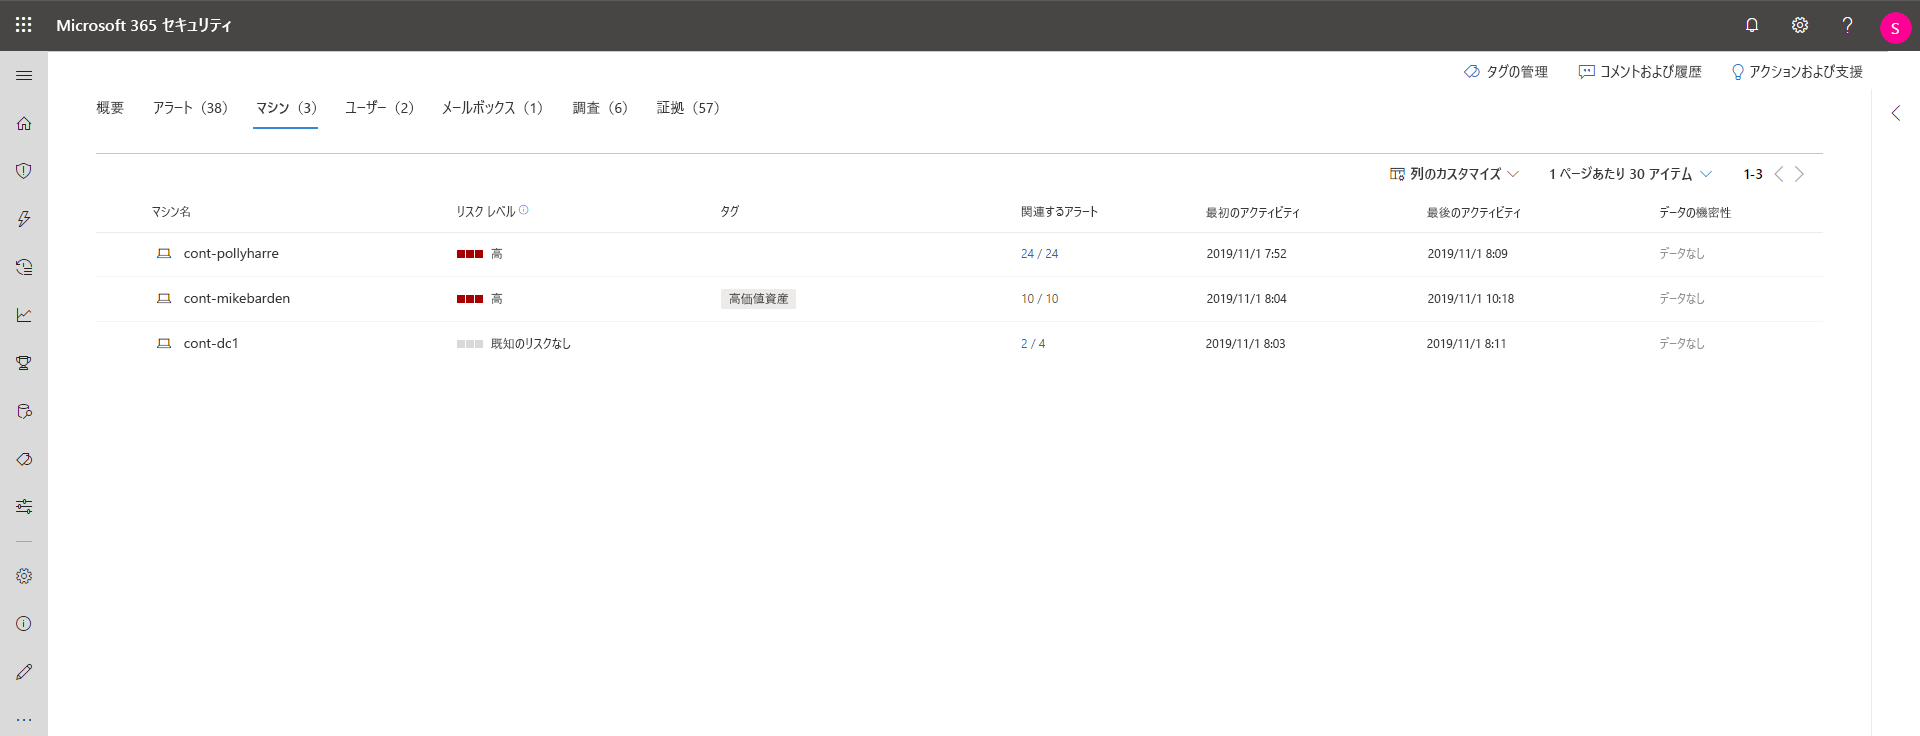 Microsoft 365 セキュリティ
S
タグの管理 コメントおよび履歴 アクションおよび支援
概要 アラート (38) マシン (3) ユーザー (2) メールボックス (1) 調査 (6) 証拠 (57)
列のカスタマイズ 1 ページあたり 30 アイテム 1-3
マシン名 リスク レベル タグ 関連するアラート 最初のアクティビティ 最後のアクティビティ データの機密性
cont-pollyharre 高 24 / 24 2019/11/1 7:52 2019/11/1 8:09 データなし
cont-mikebarden 高 高価値資産 10 / 10 2019/11/1 8:04 2019/11/1 10:18 データなし
cont-dc1 既知のリスクなし 2 / 4 2019/11/1 8:03 2019/11/1 8:11 データなし